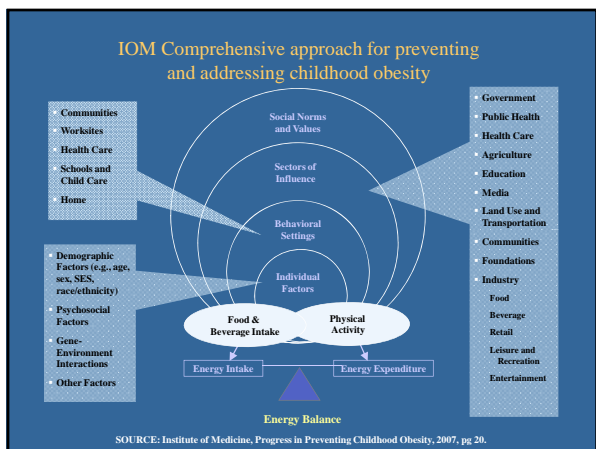 IOM Comprehensive approach for preventing
and addressing childhood obesity
Communities
Worksites
Health Care
Schools and
Child Care
Home
Demographic
Factors (e.g., age,
sex, SES,
race/ethnicity)
Psychosocial
Factors
Gene-
Environment
Interactions
Other Factors
Social Norms
and Values
Sectors of
Influence
Behavioral
Settings
Individual
Factors
Food &
Beverage Intake
Physical
Activity
Energy Intake
Energy Expenditure
Energy Balance
Government
Public Health
Health Care
Agriculture
Education
Media
Land Use and
Transportation
Communities
Foundations
Industry
Food
Beverage
Retail
Leisure and
Recreation
Entertainment
SOURCE: Institute of Medicine, Progress in Preventing Childhood Obesity, 2007, pg 20.